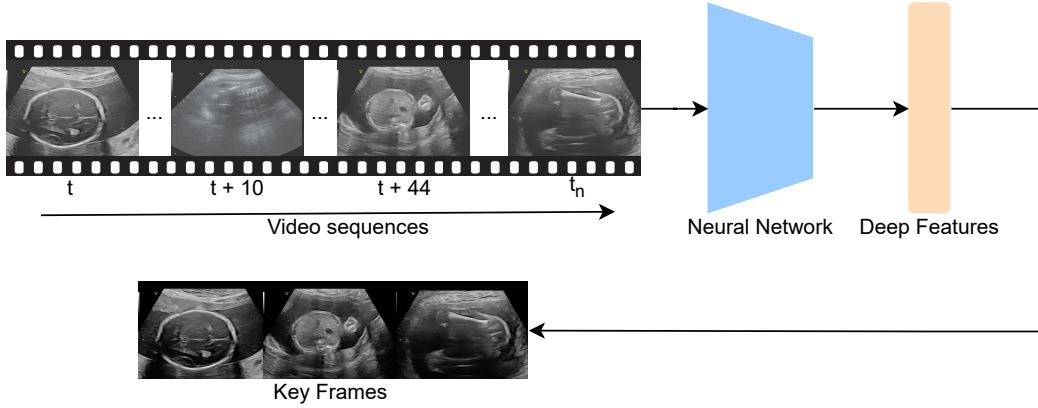 ... ... ...
t t + 10 t + 44 tn
Video sequences
Neural Network Deep Features
Key Frames